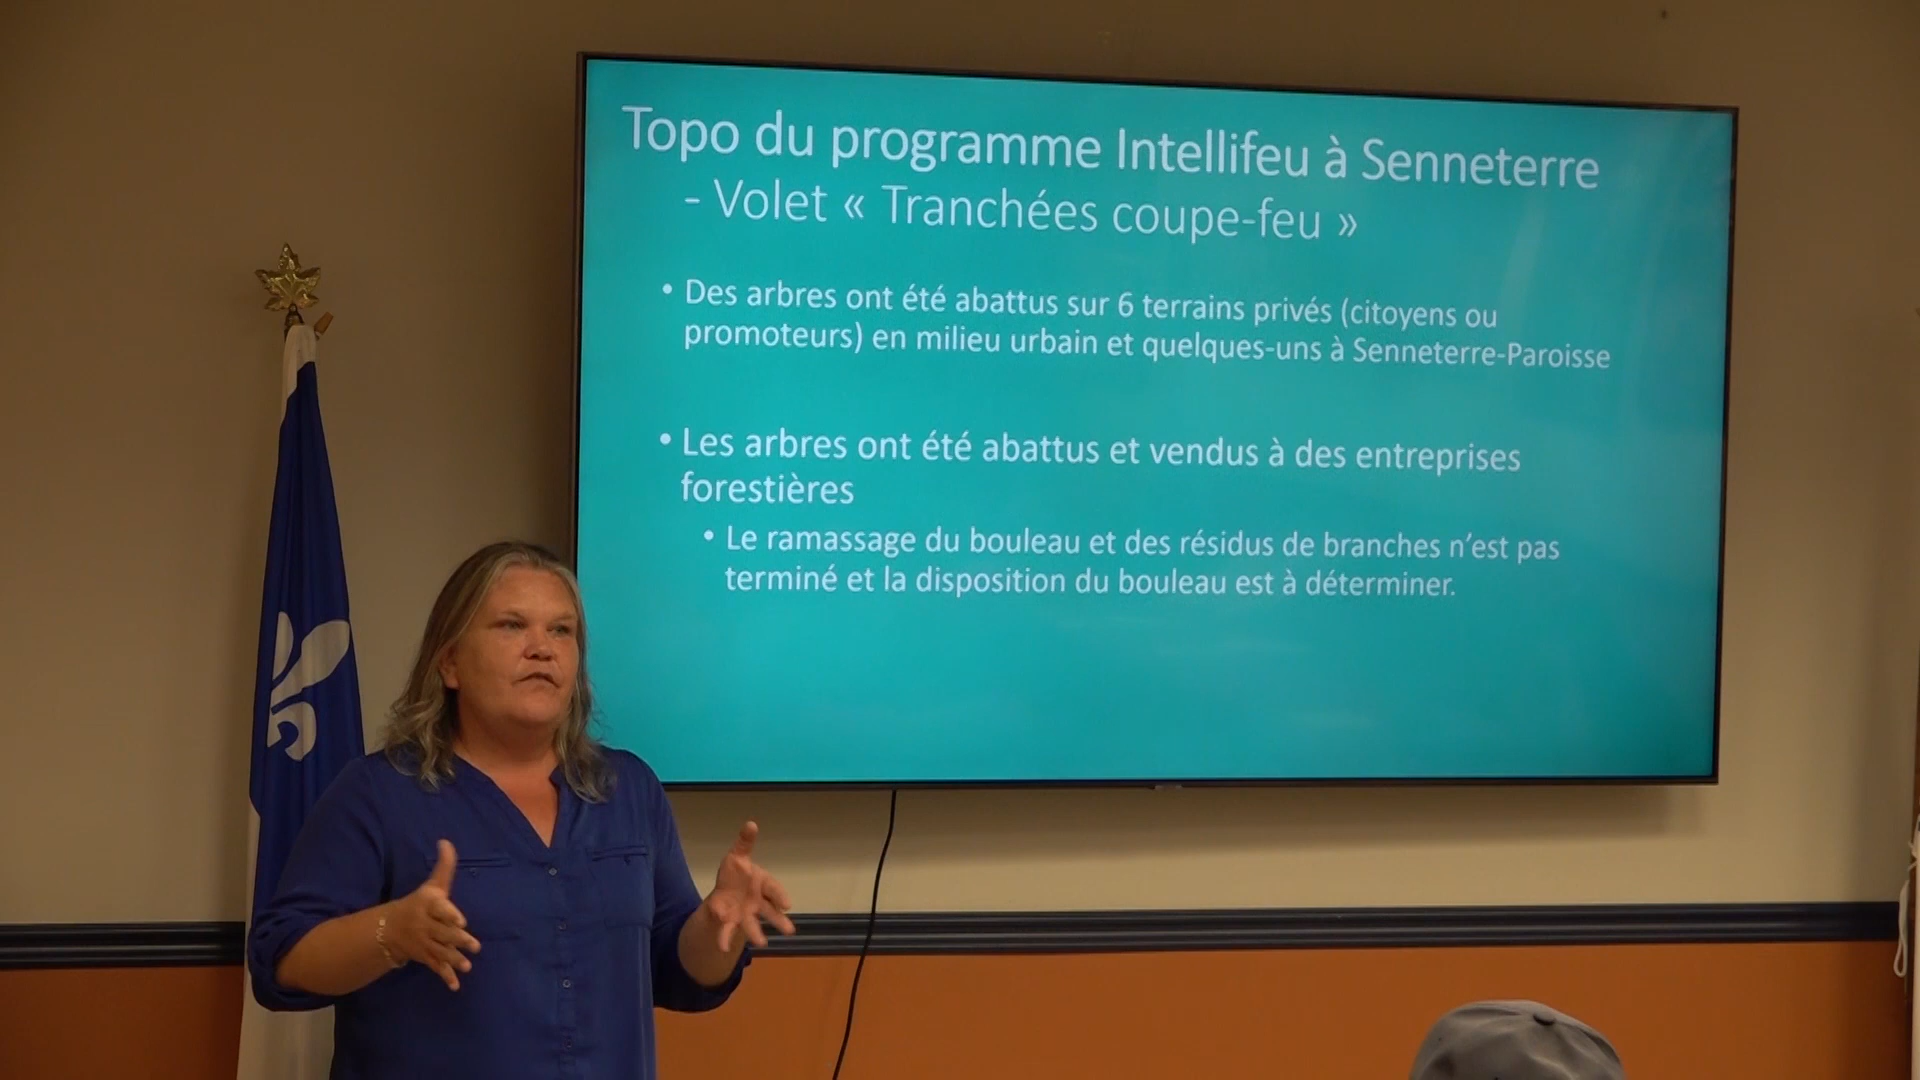 Topo du programme Intellifeu à Senneterre
- Volet « Tranchées coupe-feu »
• Des arbres ont été abattus sur 6 terrains privés (citoyens ou
promoteurs) en milieu urbain et quelques-uns à Senneterre-Paroisse
• Les arbres ont été abattus et vendus à des entreprises
forestières
• Le ramassage du bouleau et des résidus de branches n’est pas
terminé et la disposition du bouleau est à déterminer.